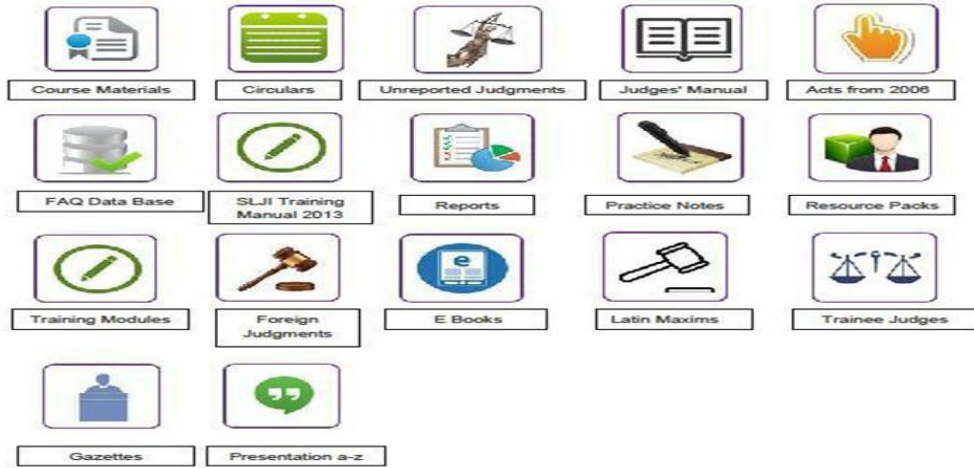 Course Materials
Circulars
Unreported Judgments
Judges' Manual
Acts from 2006
FAQ Data Base
SLJI Training
Manual 2013
Reports
Practice Notes
Resource Packs
Training Modules
Foreign
Judgments
E Books
Latin Maxims
Trainee Judges
Gazettes
Presentation a-z